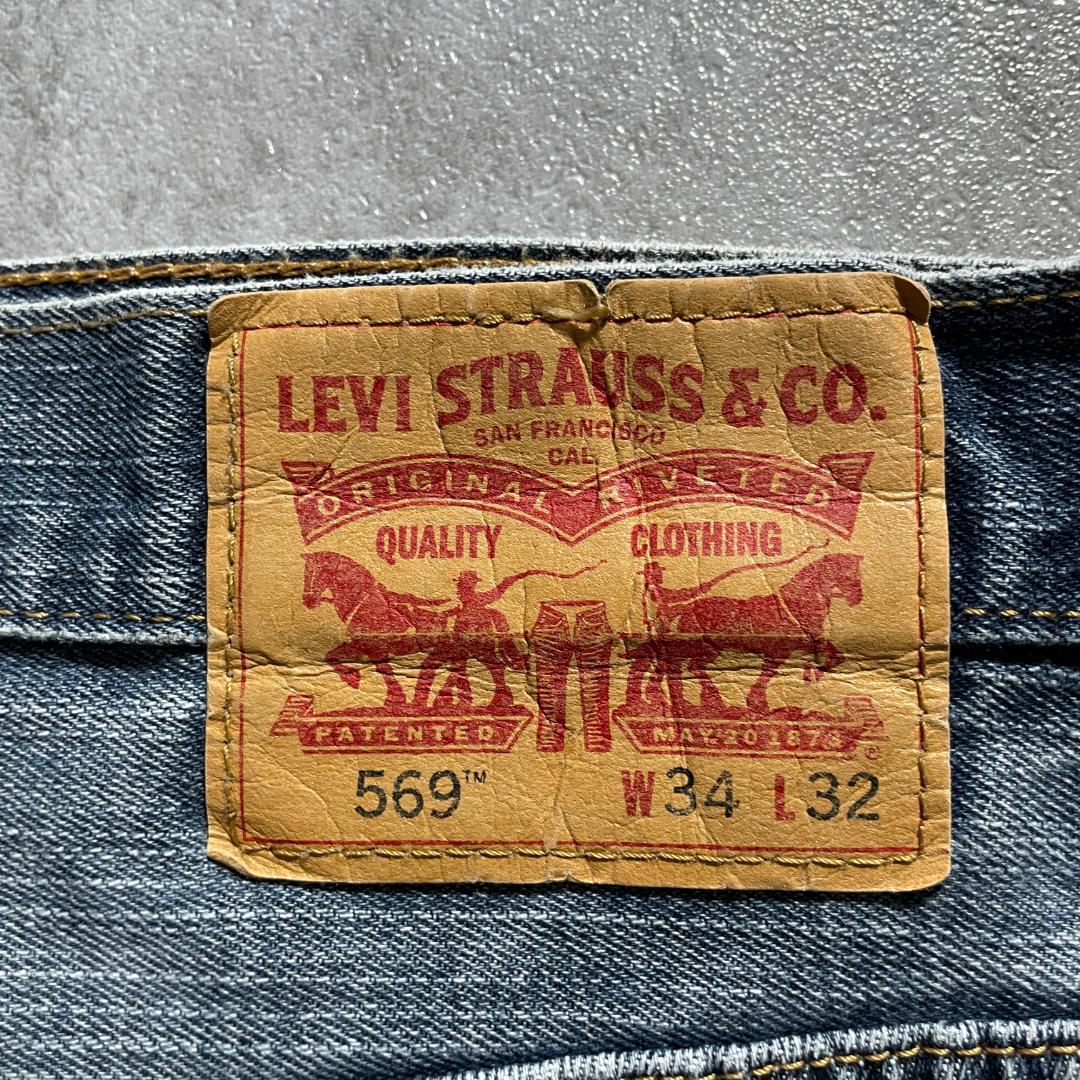 LEVI STRAUSS & CO.
SAN FRANCISCO
CAL
ORIGINAL RIVETED
QUALITY CLOTHING
PATENTED MAY 20 1873
569™ W34 L32